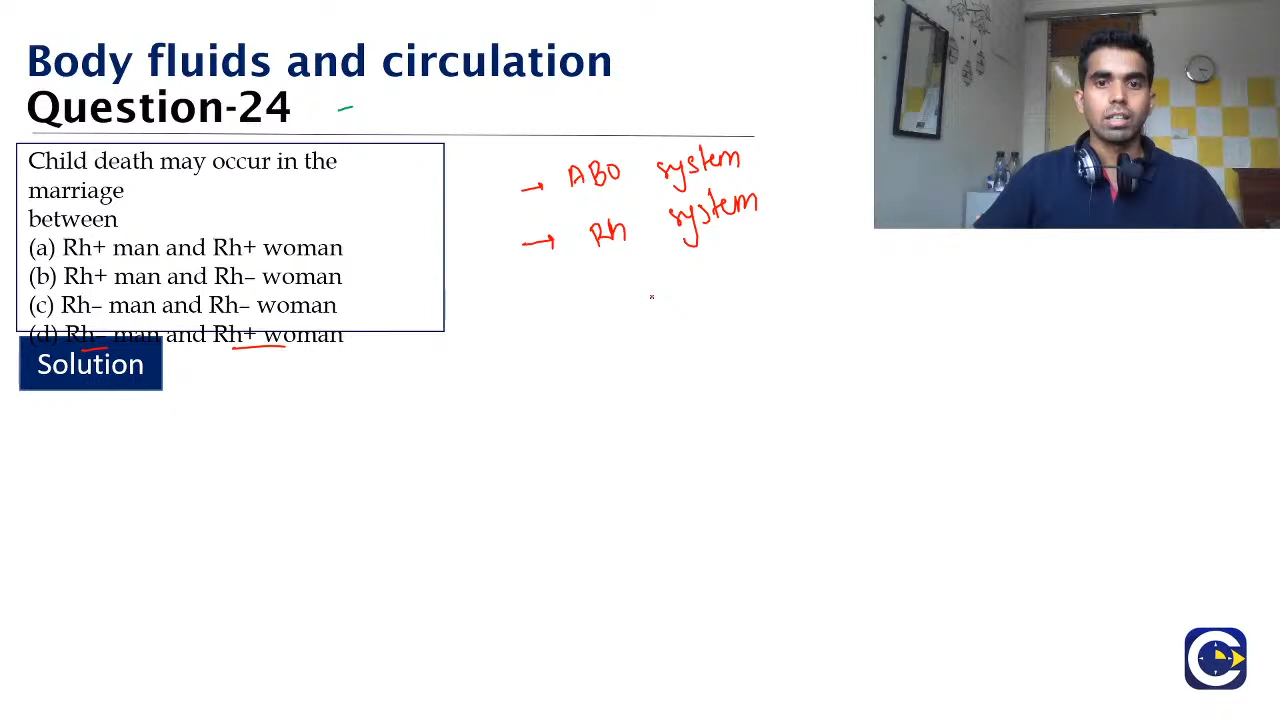 Body fluids and circulation
Question-24
Child death may occur in the
marriage
between
(a) Rh+ man and Rh+ woman
(b) Rh+ man and Rh– woman
(c) Rh– man and Rh– woman
(d) Rh– man and Rh+ woman
Solution
→ ABO system
→ Rh system